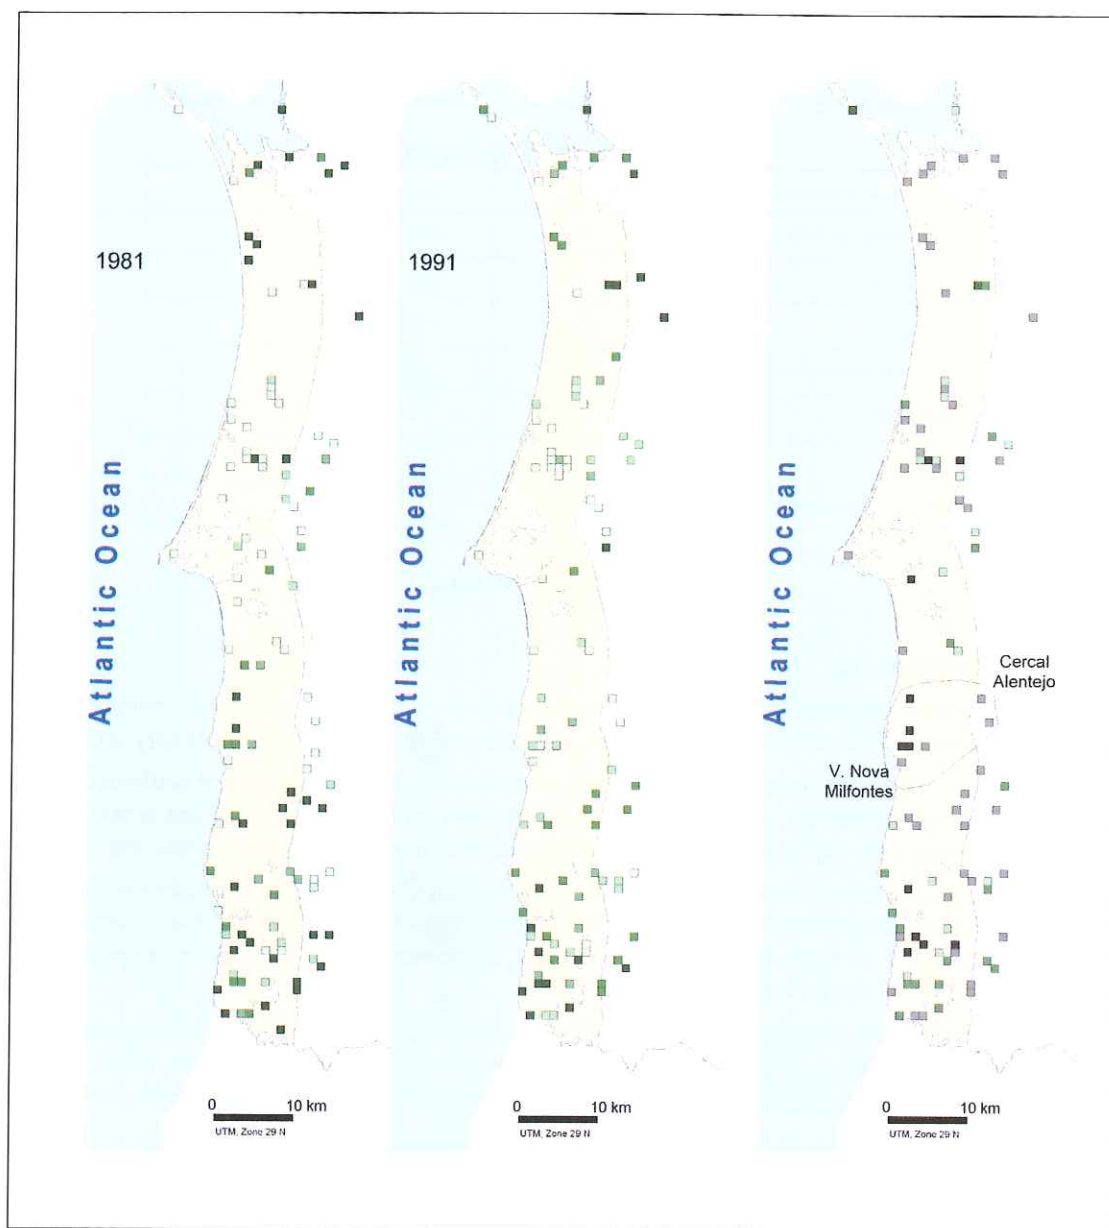 1981
1991
Atlantic Ocean
Atlantic Ocean
Atlantic Ocean
Cercal
Alentejo
V. Nova
Milfontes
0 10 km
UTM, Zone 29 N
0 10 km
UTM, Zone 29 N
0 10 km
UTM, Zone 29 N